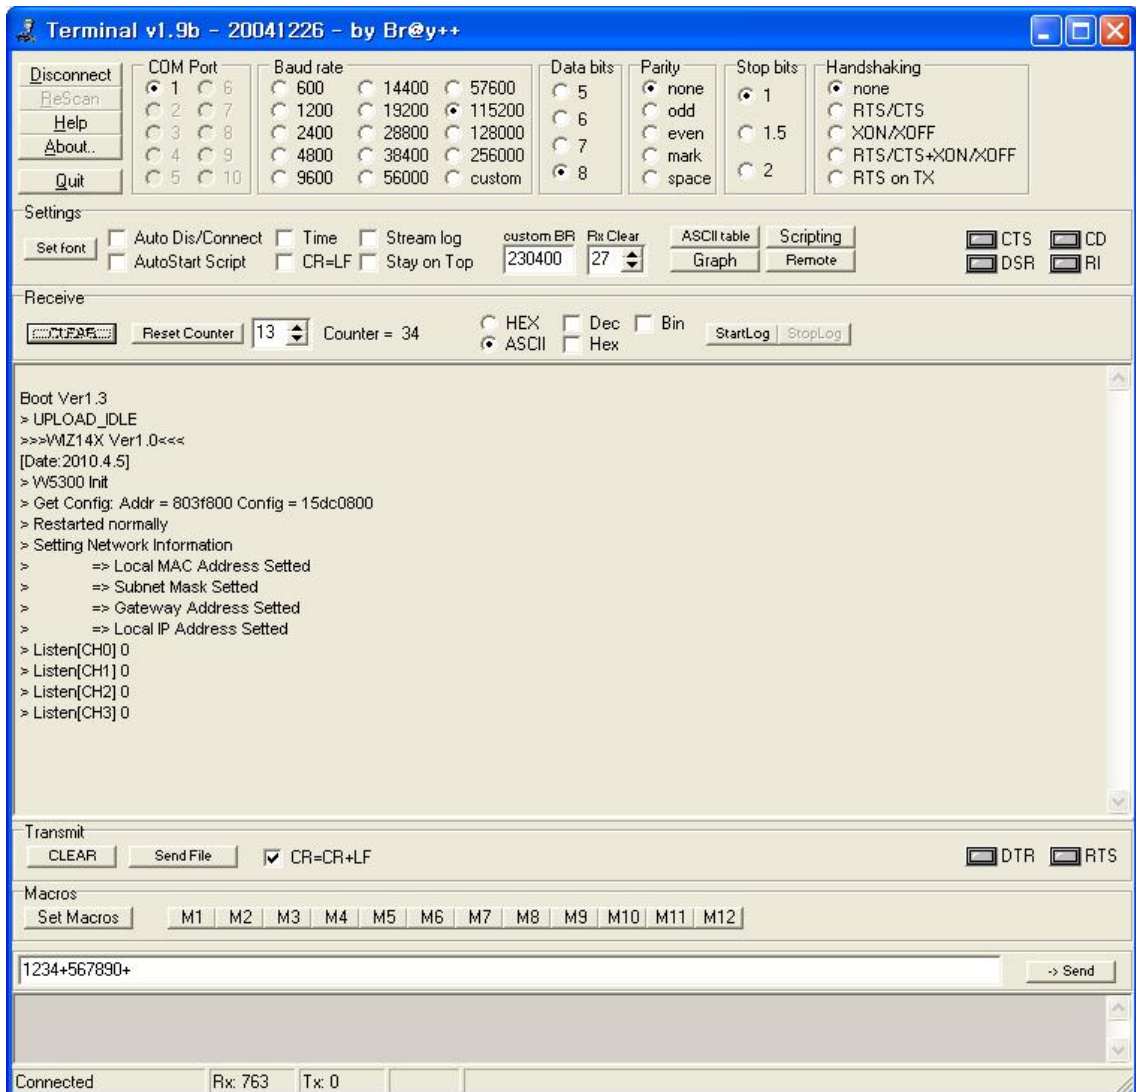 Terminal v1.9b - 20041226 - by Br@y++
Disconnect
ReScan
Help
About..
Quit
COM Port
1 6
2 7
3 8
4 9
5 10
Baud rate
600 14400 57600
1200 19200 115200
2400 28800 128000
4800 38400 256000
9600 56000 custom
Data bits
5
6
7
8
Parity
none
odd
even
mark
space
Stop bits
1
1.5
2
Handshaking
none
RTS/CTS
XON/XOFF
RTS/CTS+XON/XOFF
RTS on TX
Settings
Set font
Auto Dis/Connect Time Stream log
AutoStart Script CR=LF Stay on Top
custom BR Rx Clear
230400 27
ASCII table Scripting
Graph Remote
CTS CD
DSR RI
Receive
CLEAR Reset Counter 13 Counter = 34
HEX Dec Bin
ASCII Hex
StartLog StopLog
Boot Ver1.3
> UPLOAD_IDLE
>>>WIZ14X Ver1.0<<<
[Date:2010.4.5]
> W5300 Init
> Get Config: Addr = 803f800 Config = 15dc0800
> Restarted normally
> Setting Network Information
> => Local MAC Address Setted
> => Subnet Mask Setted
> => Gateway Address Setted
> => Local IP Address Setted
> Listen[CH0] 0
> Listen[CH1] 0
> Listen[CH2] 0
> Listen[CH3] 0
Transmit
CLEAR Send File CR=CR+LF DTR RTS
Macros
Set Macros M1 M2 M3 M4 M5 M6 M7 M8 M9 M10 M11 M12
1234+567890+ -> Send
Connected Rx: 763 Tx: 0